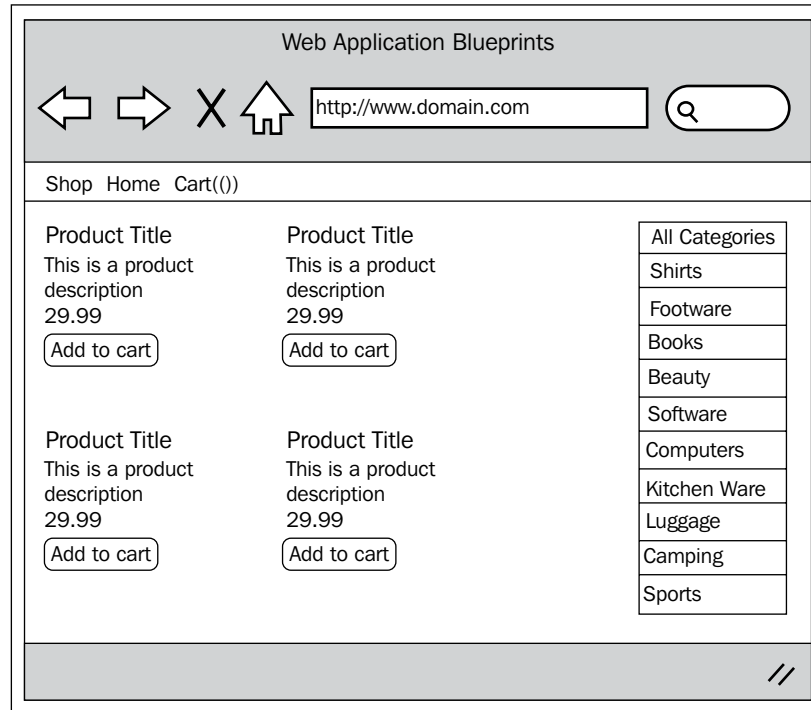 Web Application Blueprints
http://www.domain.com
Shop Home Cart(())
Product Title
This is a product
description
29.99
Add to cart
Product Title
This is a product
description
29.99
Add to cart
Product Title
This is a product
description
29.99
Add to cart
Product Title
This is a product
description
29.99
Add to cart
All Categories
Shirts
Footware
Books
Beauty
Software
Computers
Kitchen Ware
Luggage
Camping
Sports